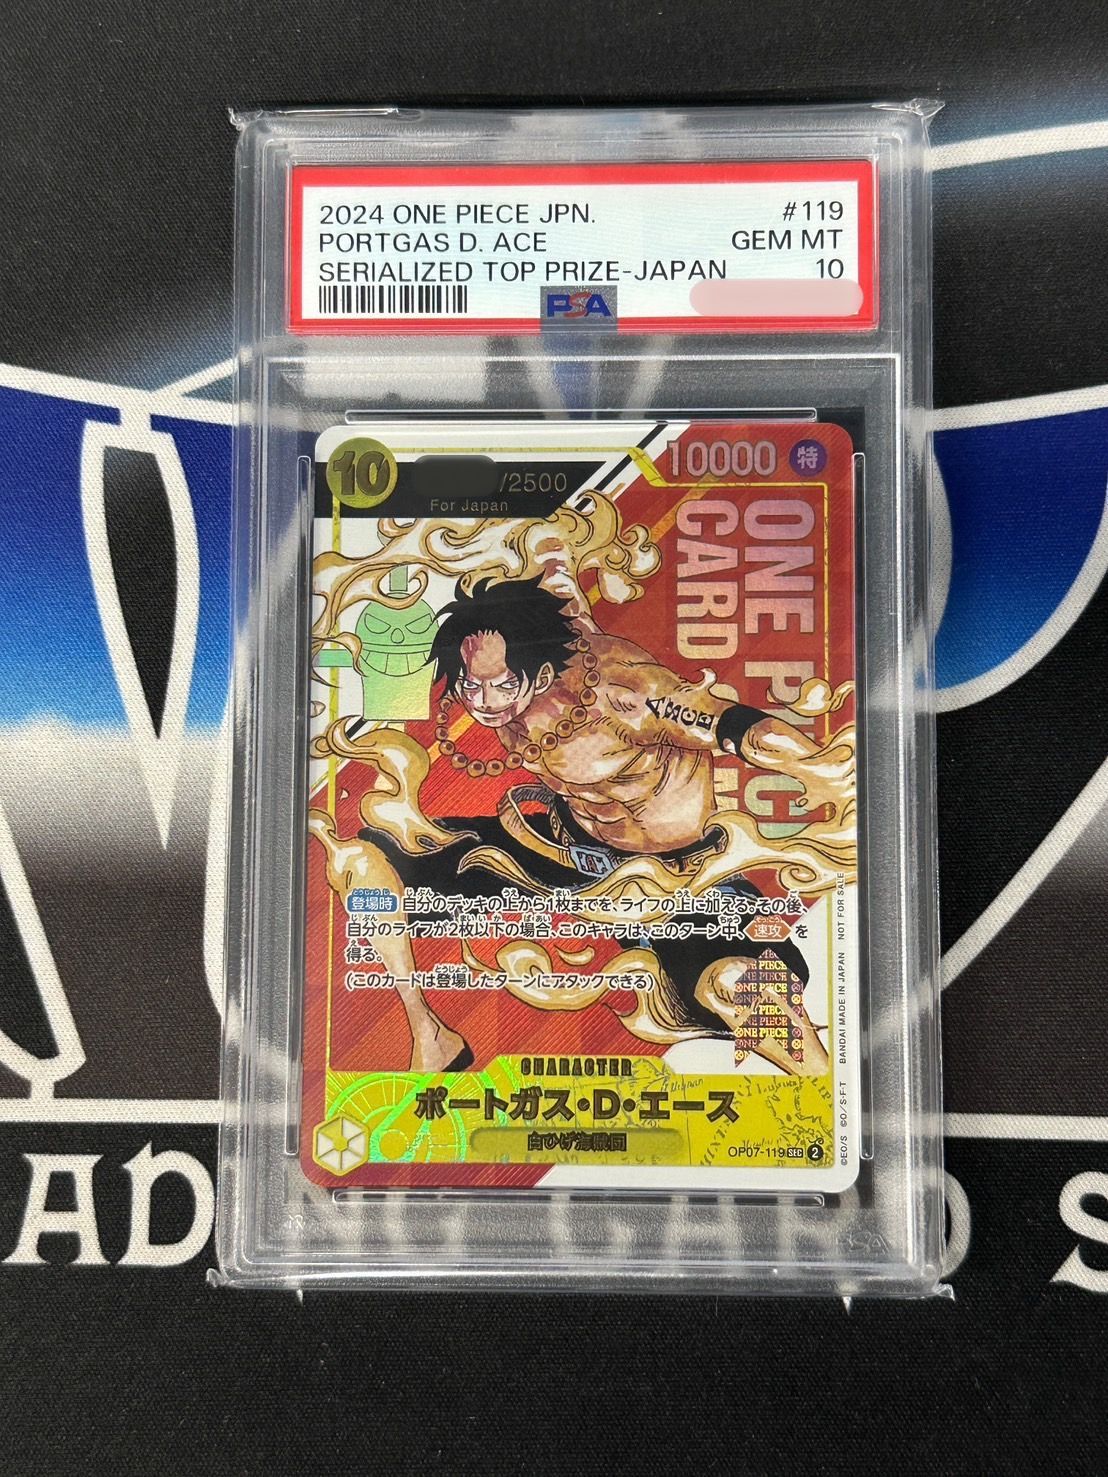 2024 ONE PIECE JPN. #119
PORTGAS D. ACE GEM MT
SERIALIZED TOP PRIZE-JAPAN 10
PSA
10
/2500
For Japan
10000 特
ONE PIECE
CARD
ASCE
登場時 自分のデッキの上から1枚までを、ライフの上に加える。その後、
自分のライフが2枚以下の場合、このキャラは、このターン中、速攻 を
得る。
(このカードは登場したターンにアタックできる)
ONE PIECE
CHARACTER
ポートガス・D・エース
白ひげ海賊団
OP07-119 SEC 2
©EO/S ©O/S·F·T BANDAI MADE IN JAPAN NOT FOR SALE